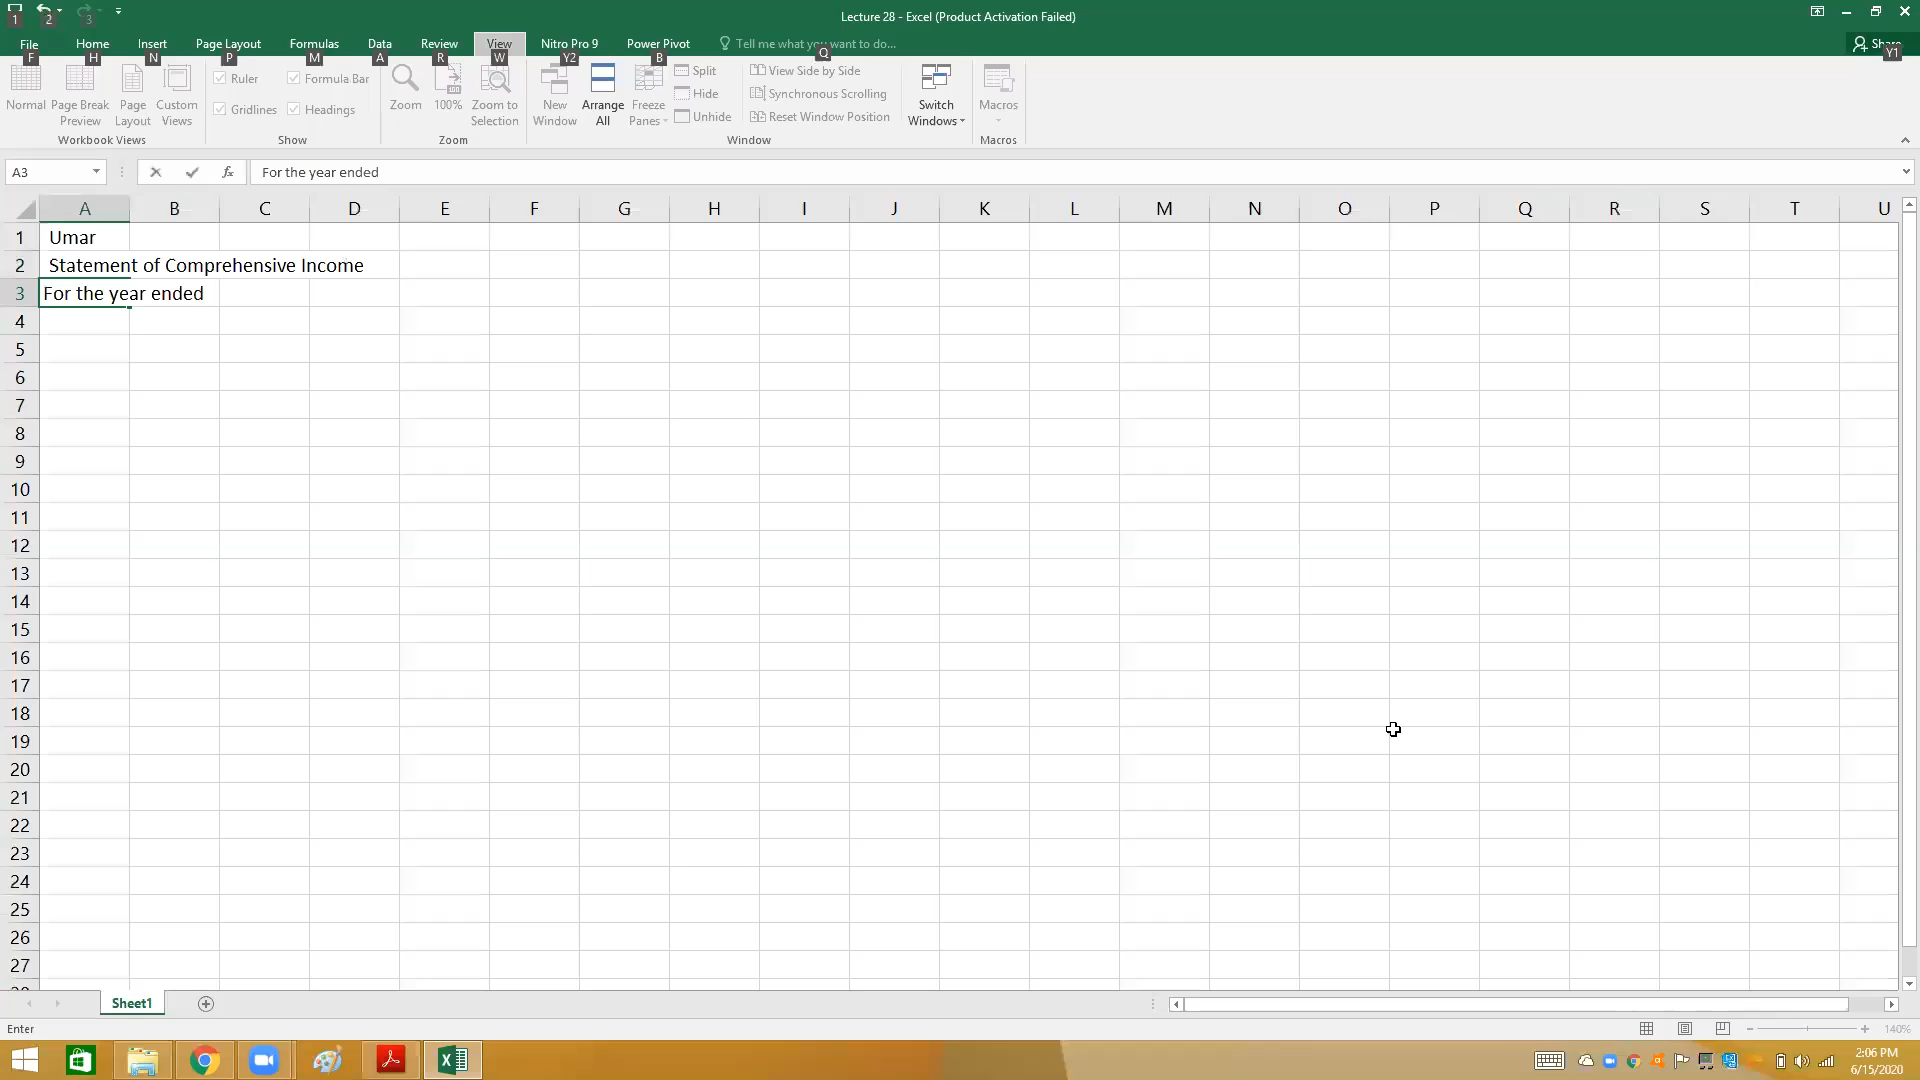 Lecture 28 - Excel (Product Activation Failed)
1 2 3
File Home Insert Page Layout Formulas Data Review View Nitro Pro 9 Power Pivot Tell me what you want to do... Share
F H N P M A R W Y2 B Q Y1
Normal
Page Break Preview
Page Layout
Custom Views
Workbook Views
Ruler
Formula Bar
Gridlines
Headings
Show
Zoom
100%
Zoom to Selection
Zoom
New Window
Arrange All
Freeze Panes
Split
Hide
Unhide
View Side by Side
Synchronous Scrolling
Reset Window Position
Window
Switch Windows
Macros
Macros
A3
fx
For the year ended
A B C D E F G H I J K L M N O P Q R S T U
1 Umar
2 Statement of Comprehensive Income
3 For the year ended
4
5
6
7
8
9
10
11
12
13
14
15
16
17
18
19
20
21
22
23
24
25
26
27
Sheet1
Enter
140%
2:06 PM
6/15/2020